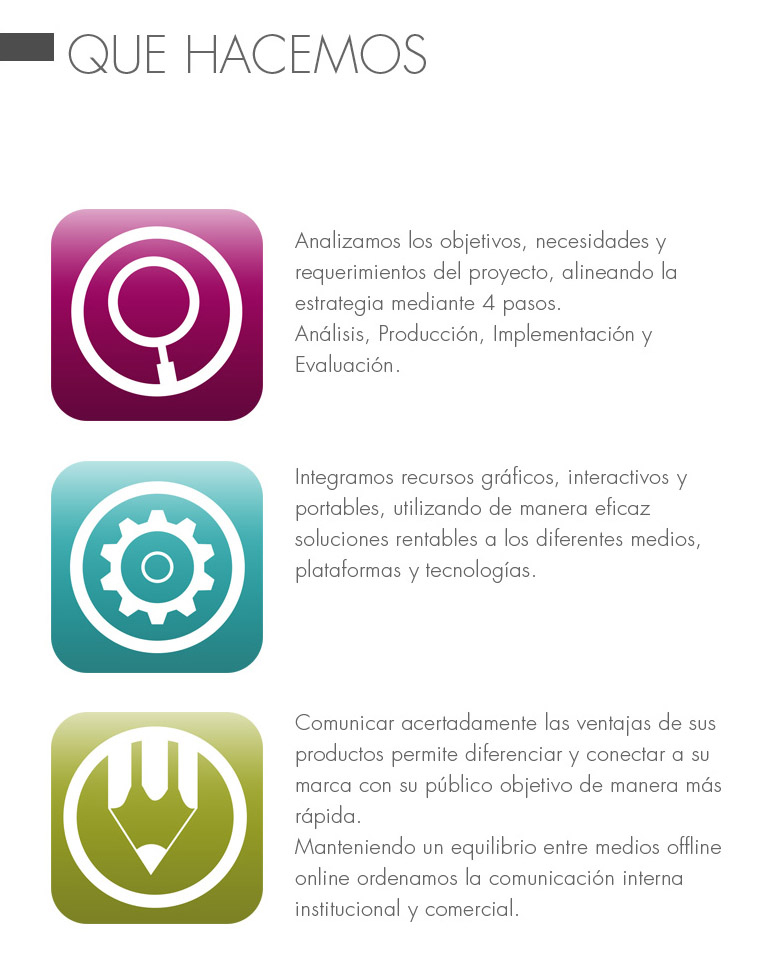 QUE HACEMOS
Analizamos los objetivos, necesidades y
requerimientos del proyecto, alineando la
estrategia mediante 4 pasos.
Análisis, Producción, Implementación y
Evaluación.
Integramos recursos gráficos, interactivos y
portables, utilizando de manera eficaz
soluciones rentables a los diferentes medios,
plataformas y tecnologías.
Comunicar acertadamente las ventajas de sus
productos permite diferenciar y conectar a su
marca con su público objetivo de manera más
rápida.
Manteniendo un equilibrio entre medios offline
online ordenamos la comunicación interna
institucional y comercial.